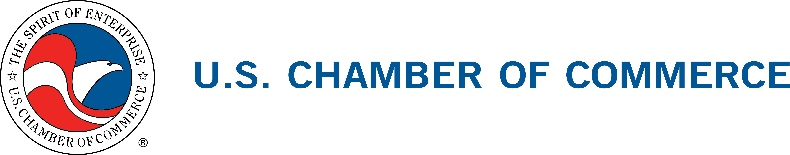 THE SPIRIT OF ENTERPRISE
U.S. CHAMBER OF COMMERCE
®
U.S. CHAMBER OF COMMERCE